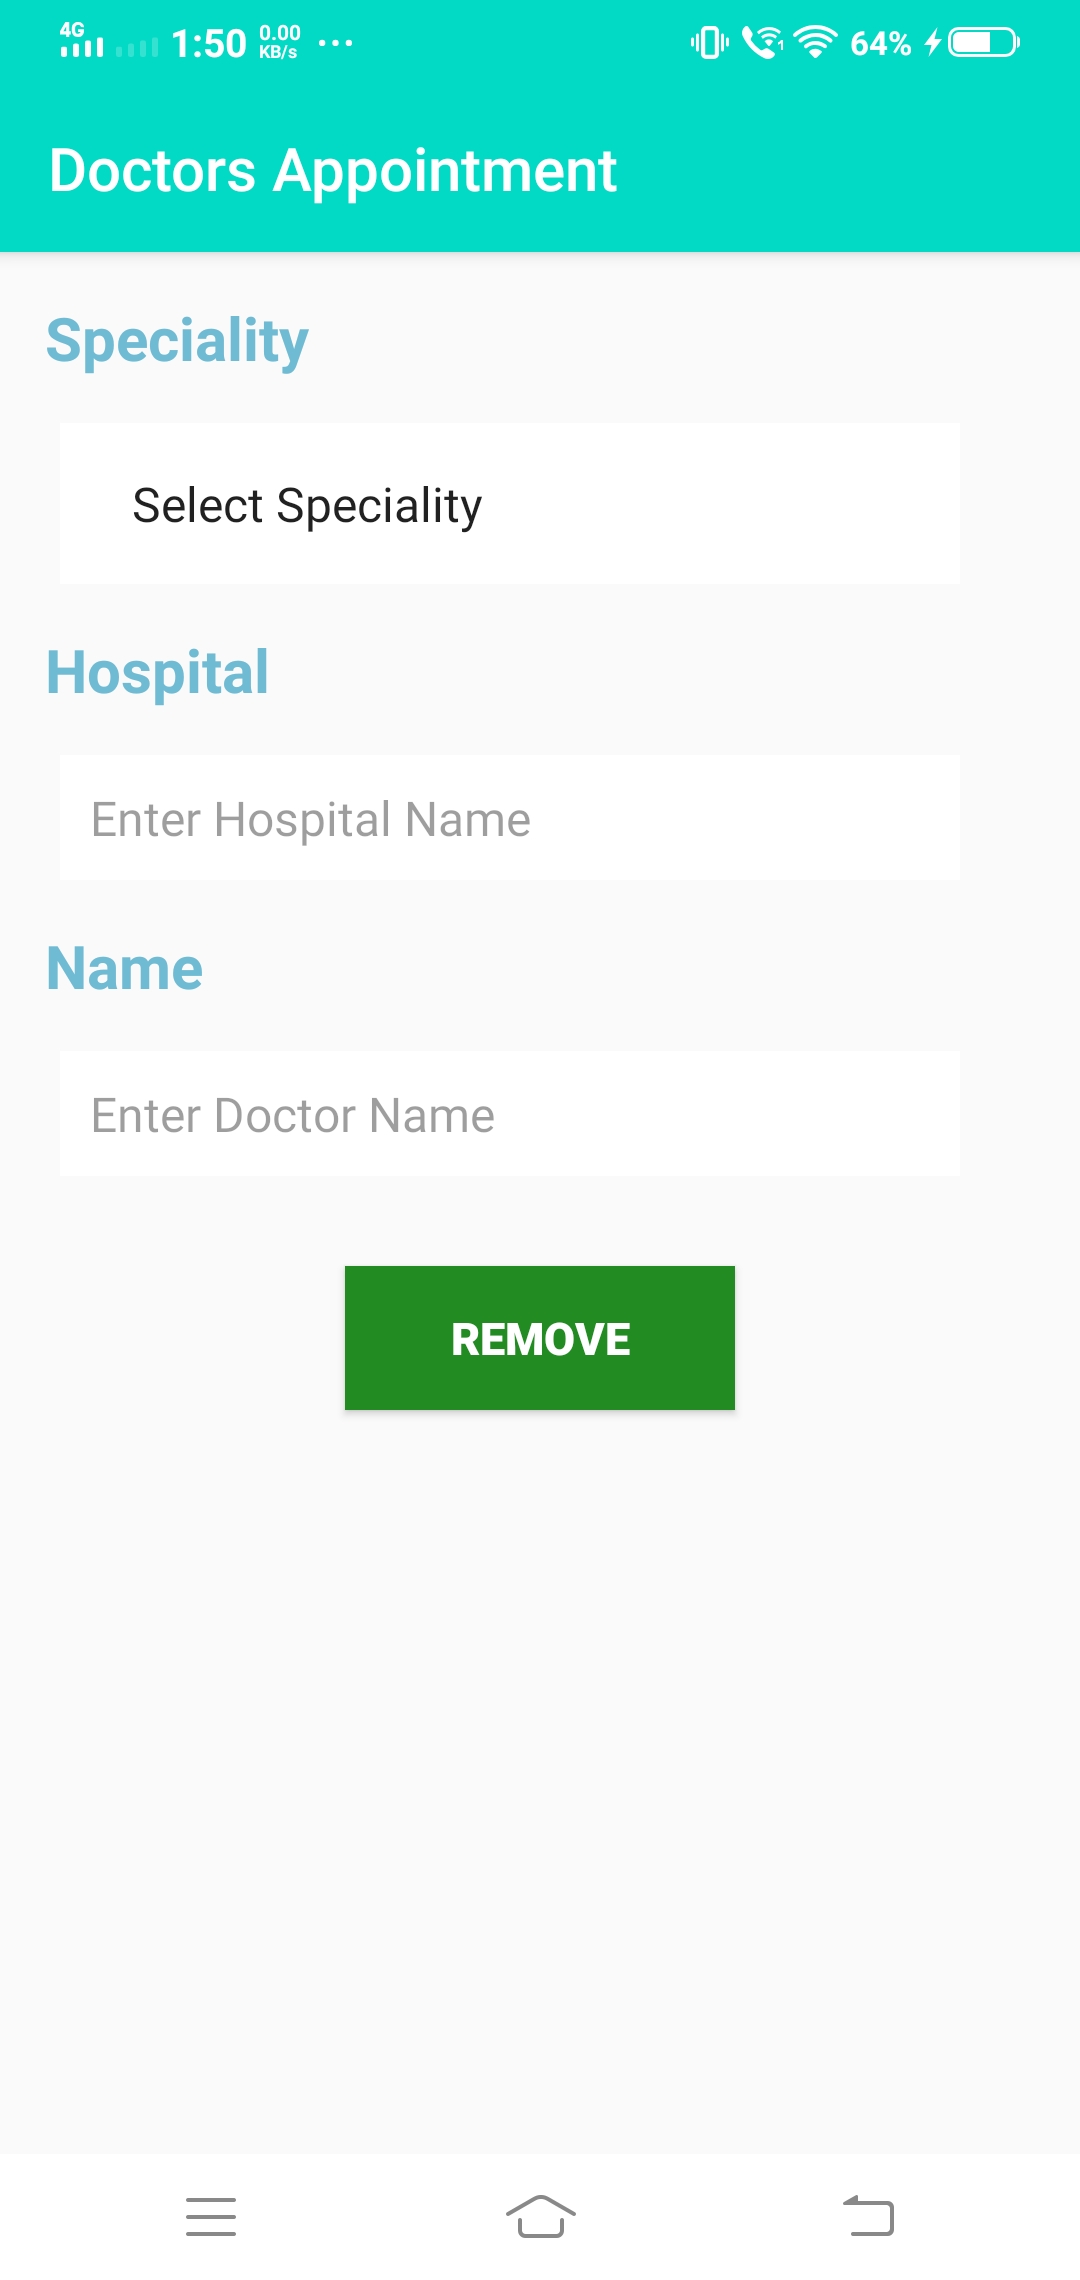 4G 1:50 0.00 KB/s ... 1 64%
Doctors Appointment
Speciality
Select Speciality
Hospital
Enter Hospital Name
Name
Enter Doctor Name
REMOVE